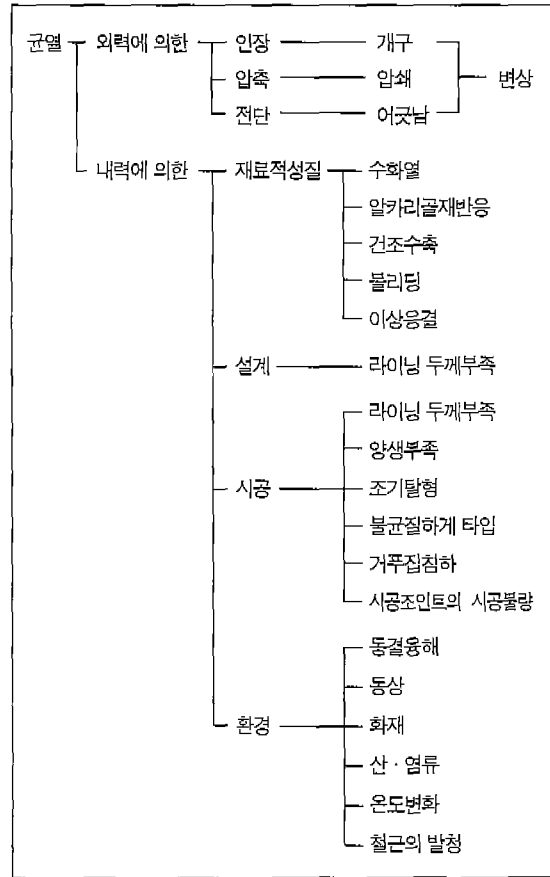 균열 외력에 의한 인장 개구
압축 압쇄 변상
전단 어긋남
내력에 의한 재료적성질 수화열
알카리골재반응
건조수축
블리딩
이상응결
설계 라이닝 두께부족
라이닝 두께부족
양생부족
시공 조기탈형
불균질하게 타입
거푸집침하
시공조인트의 시공불량
동결융해
동상
환경 화재
산 · 염류
온도변화
철근의 발청